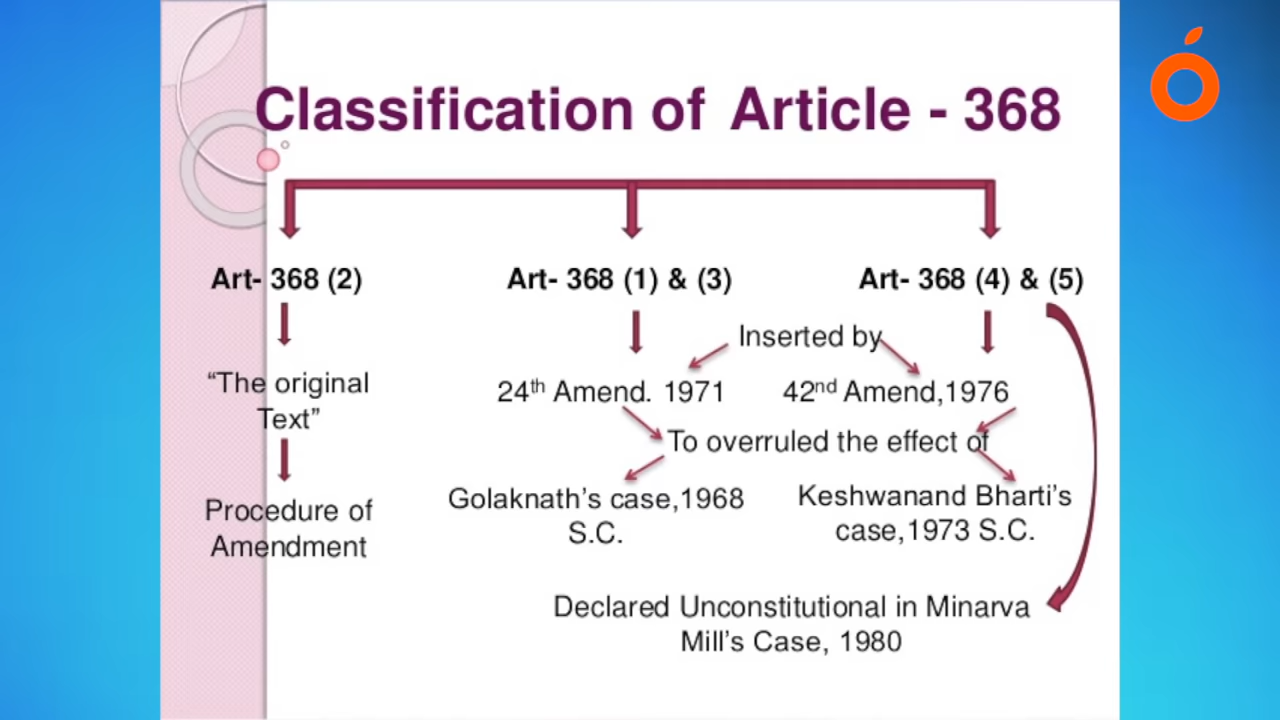 Classification of Article - 368
Art- 368 (2)
Art- 368 (1) & (3)
Art- 368 (4) & (5)
Inserted by
“The original
Text”
24th Amend. 1971
42nd Amend,1976
To overruled the effect of
Procedure of
Amendment
Golaknath’s case,1968
S.C.
Keshwanand Bharti’s
case,1973 S.C.
Declared Unconstitutional in Minarva
Mill’s Case, 1980